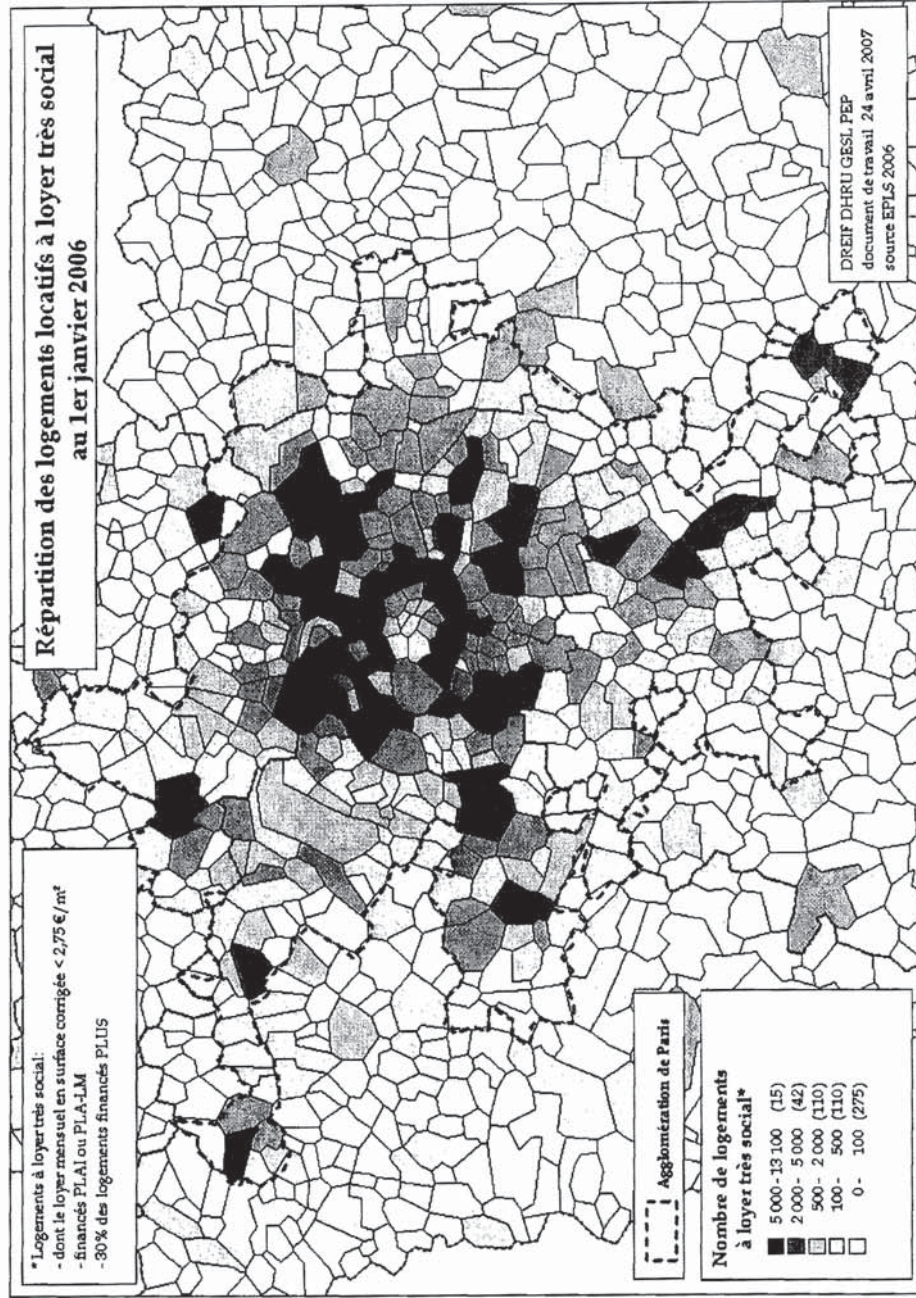 Répartition des logements locatifs à loyer très social
au 1er janvier 2006
*Logements à loyer très social:
- dont le loyer mensuel en surface corrigée < 2,75 €/m²
- financés PLAI ou PLA-LM
- 30% des logements financés PLUS
Agglomération de Paris
Nombre de logements
à loyer très social*
5 000 - 13 100 (15)
2 000 - 5 000 (42)
500 - 2 000 (110)
100 - 500 (110)
0 - 100 (275)
DREIF DHRU GESL PEP
document de travail 24 avril 2007
source EPLS 2006